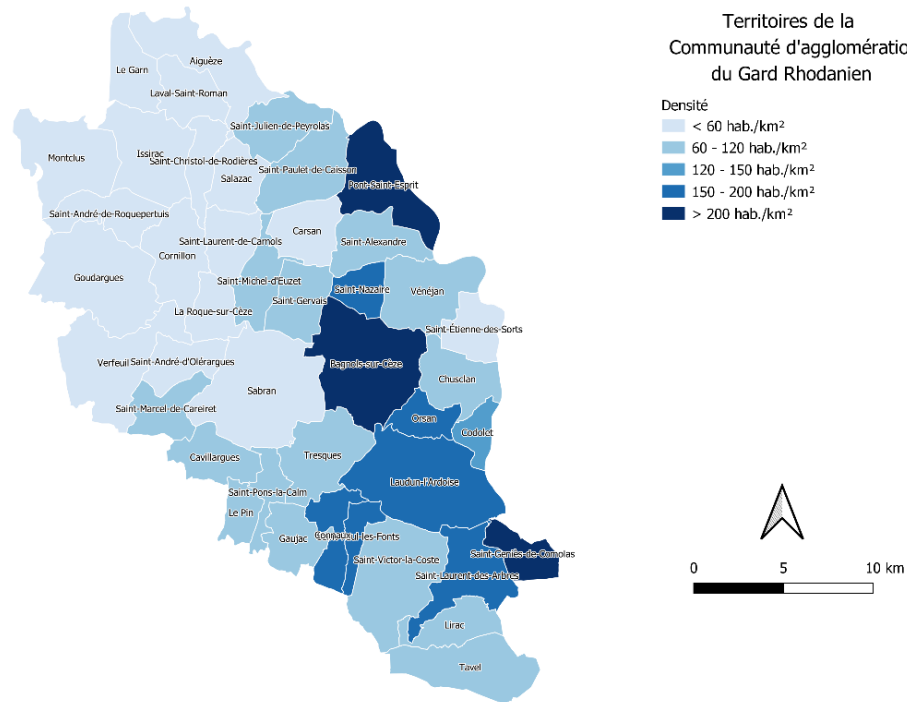 Territoires de la
Communauté d'agglomératio
du Gard Rhodanien
Densité
< 60 hab./km²
60 - 120 hab./km²
120 - 150 hab./km²
150 - 200 hab./km²
> 200 hab./km²
Aiguèze
Le Garn
Laval-Saint-Roman
Saint-Julien-de-Peyrolas
Issirac
Montclus
Saint-Christol-de-Rodières
Saint-Paulet-de-Caisson
Salazac
Pont-Saint-Esprit
Saint-André-de-Roquepertuis
Carsan
Saint-Laurent-de-Carnols
Saint-Alexandre
Cornillon
Goudargues
Saint-Michel-d'Euzet
Saint-Nazaire
Vénéjan
Saint-Gervais
La Roque-sur-Cèze
Saint-Étienne-des-Sorts
Verfeuil
Saint-André-d'Olérargues
Bagnols-sur-Cèze
Chusclan
Sabran
Saint-Marcel-de-Careiret
Orsan
Codolet
Tresques
Cavillargues
Laudun-l'Ardoise
Saint-Pons-la-Calm
Le Pin
Gaujac
ul-les-Fonts
Saint-Victor-la-Coste
Saint-Geniès-de-Comolas
Saint-Laurent-des-Arbres
Lirac
Tavel
0 5 10 km